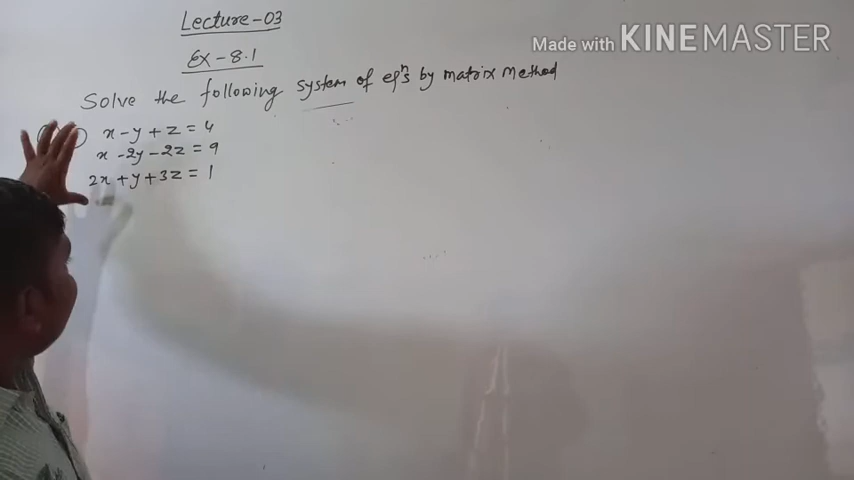 Lecture-03
Made with KINEMASTER
Ex-8.1
Solve the following system of eqⁿs by matrix method
x - y + z = 4
x - 2y - 2z = 9
2x + y + 3z = 1